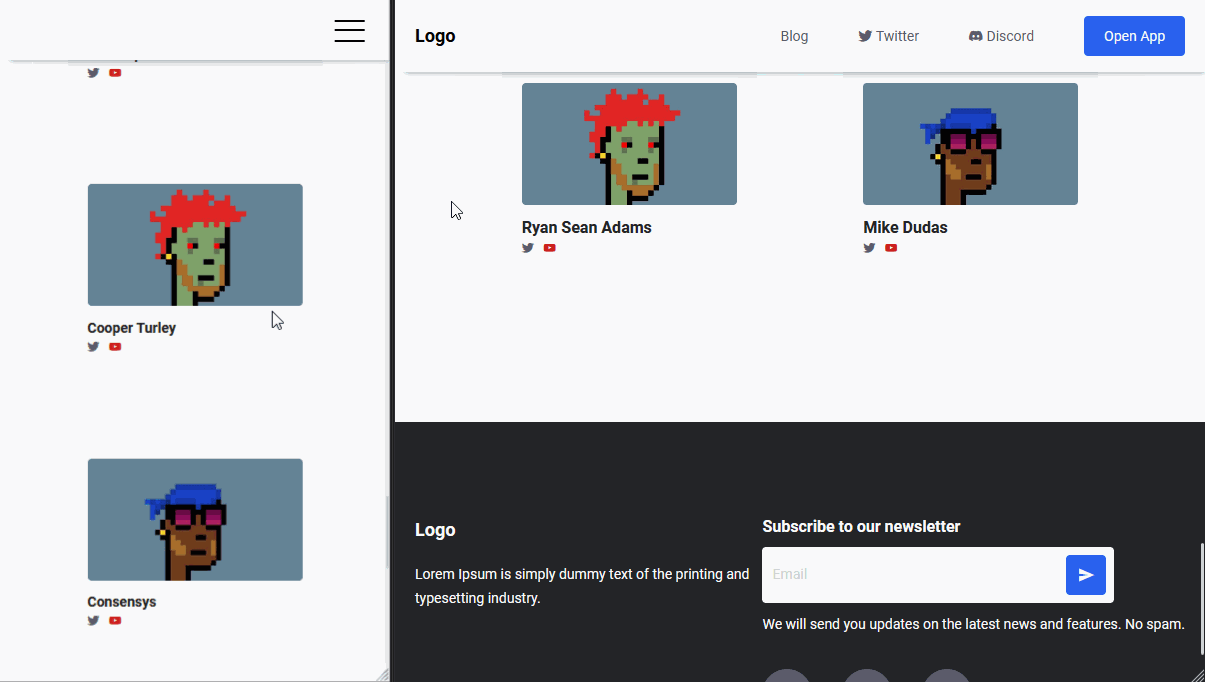 Cooper Turley
Consensys
Logo
Blog
Twitter
Discord
Open App
Ryan Sean Adams
Mike Dudas
Logo
Lorem Ipsum is simply dummy text of the printing and
typesetting industry.
Subscribe to our newsletter
Email
We will send you updates on the latest news and features. No spam.